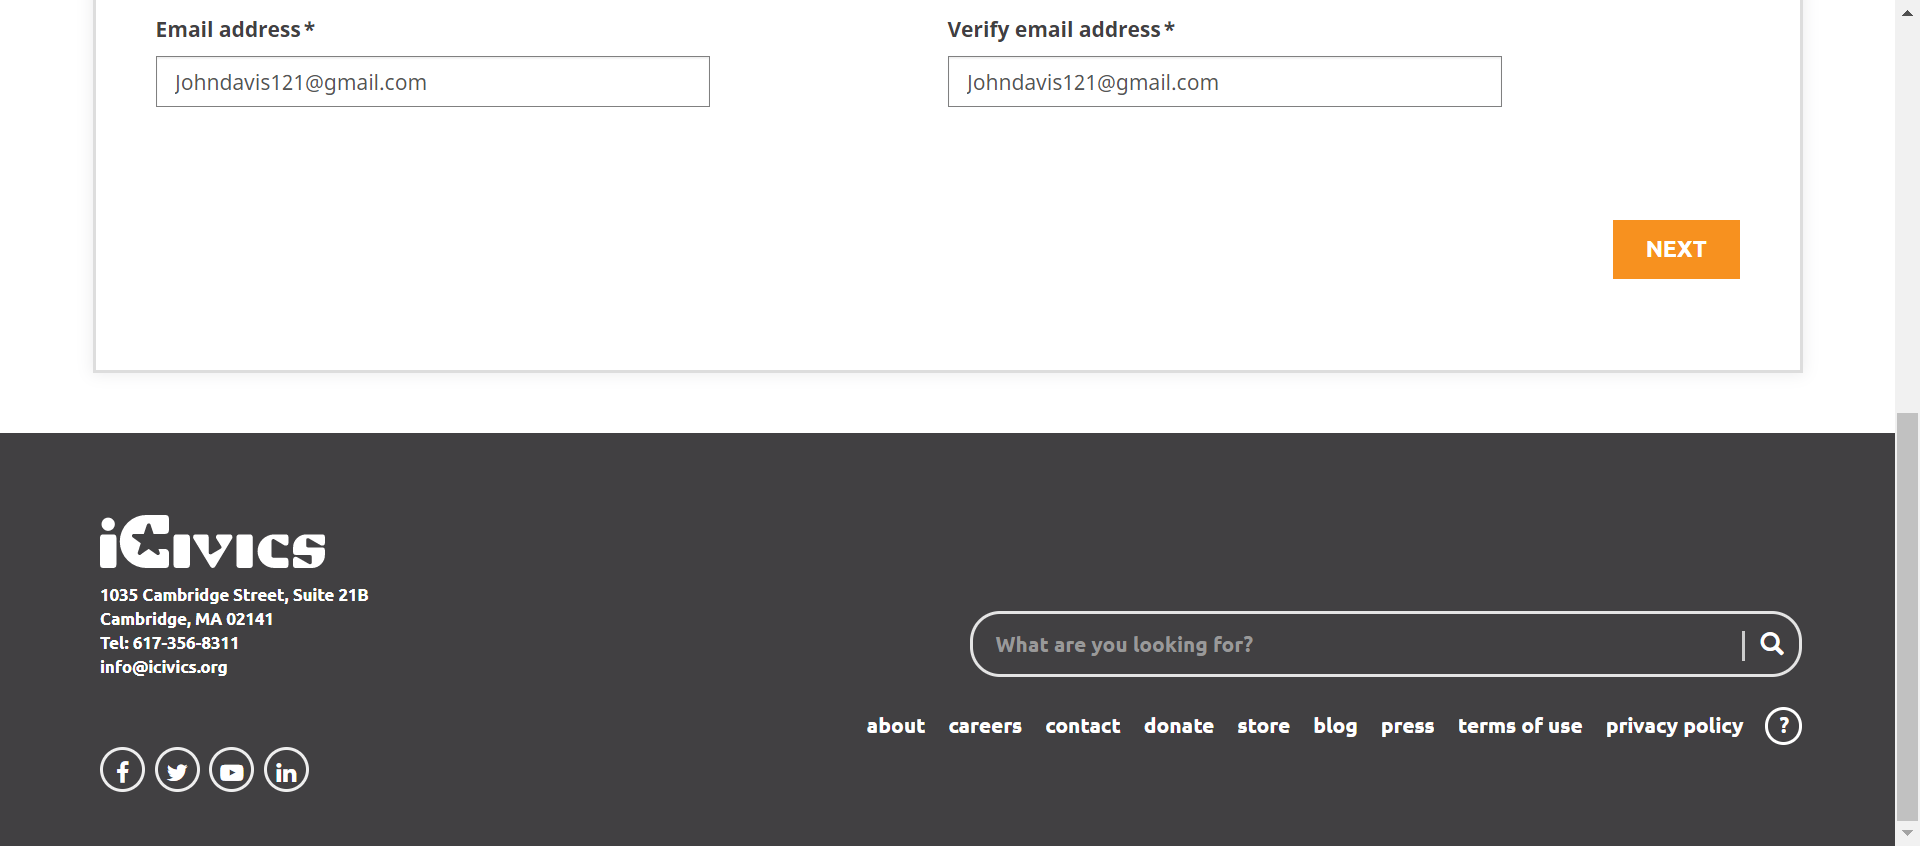 Email address*
Verify email address*
Johndavis121@gmail.com
Johndavis121@gmail.com
NEXT
iCivics
1035 Cambridge Street, Suite 21B
Cambridge, MA 02141
Tel: 617-356-8311
info@icivics.org
What are you looking for?
about careers contact donate store blog press terms of use privacy policy ?